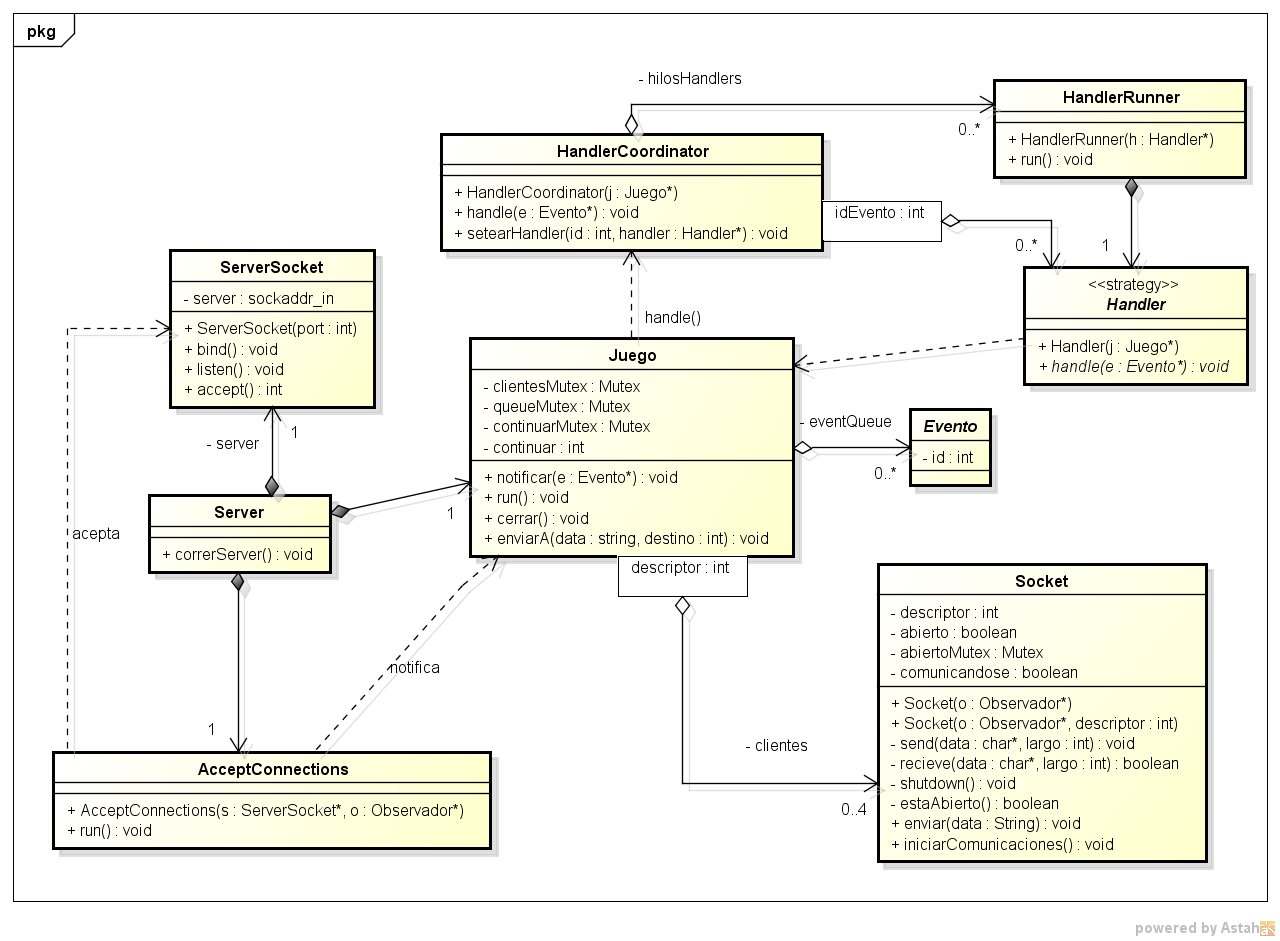 pkg
- hilosHandlers
0..*
HandlerRunner
+ HandlerRunner(h : Handler*)
+ run() : void
HandlerCoordinator
+ HandlerCoordinator(j : Juego*)
+ handle(e : Evento*) : void
+ setearHandler(id : int, handler : Handler*) : void
idEvento : int
0..*
1
<<strategy>>
Handler
+ Handler(j : Juego*)
+ handle(e : Evento*) : void
ServerSocket
- server : sockaddr_in
+ ServerSocket(port : int)
+ bind() : void
+ listen() : void
+ accept() : int
handle()
Juego
- clientesMutex : Mutex
- queueMutex : Mutex
- continuarMutex : Mutex
- continuar : int
+ notificar(e : Evento*) : void
+ run() : void
+ cerrar() : void
+ enviarA(data : string, destino : int) : void
descriptor : int
- eventQueue
0..*
Evento
- id : int
- server
1
Server
+ correrServer() : void
1
acepta
notifica
1
AcceptConnections
+ AcceptConnections(s : ServerSocket*, o : Observador*)
+ run() : void
- clientes
0..4
Socket
- descriptor : int
- abierto : boolean
- abiertoMutex : Mutex
- comunicandose : boolean
+ Socket(o : Observador*)
+ Socket(o : Observador*, descriptor : int)
- send(data : char*, largo : int) : void
- recieve(data : char*, largo : int) : boolean
- shutdown() : void
- estaAbierto() : boolean
+ enviar(data : String) : void
+ iniciarComunicaciones() : void
powered by Astah